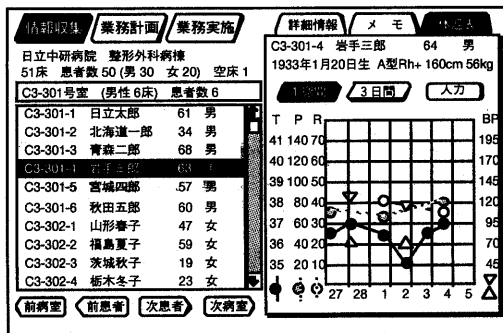 情報収集 業務計画 業務実施
日立中研病院 整形外科病棟
51床 患者数 50 (男 30 女 20) 空床 1
C3-301号室 (男性 6床) 患者数 6
C3-301-1 日立太郎 61 男
C3-301-2 北海道一郎 34 男
C3-301-3 青森二郎 68 男
C3-301-4 岩手三郎 63
C3-301-5 宮城四郎 57 男
C3-301-6 秋田五郎 60 男
C3-302-1 山形春子 47 女
C3-302-2 福島夏子 59 女
C3-302-3 茨城秋子 19 女
C3-302-4 栃木冬子 23 女
前病室 前患者 次患者 次病室
詳細情報 メモ
C3-301-4 岩手三郎 64 男
1933年1月20日生 A型Rh+ 160cm 56kg
3日間 入力
T P R BP
41 140 70 195
40 120 60 170
39 100 50 145
38 80 40 120
37 60 30 95
36 40 20 70
35 20 10 45
27 28 1 2 3 4 5